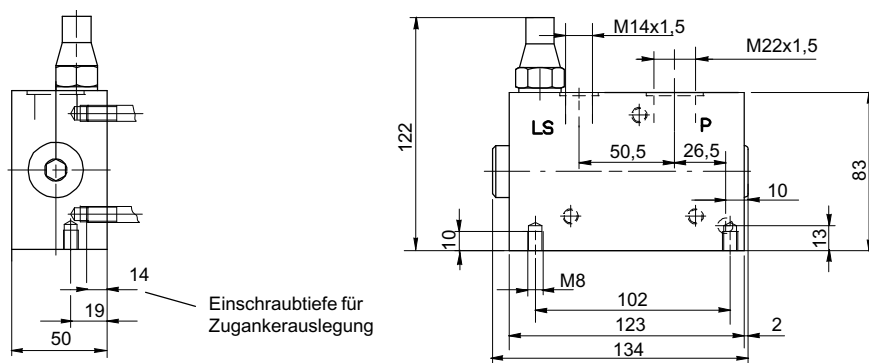 M14x1,5
M22x1,5
LS
P
122
50,5
26,5
83
10
10
13
M8
14
102
19
123
2
50
134
Einschraubtiefe für
Zugankerauslegung